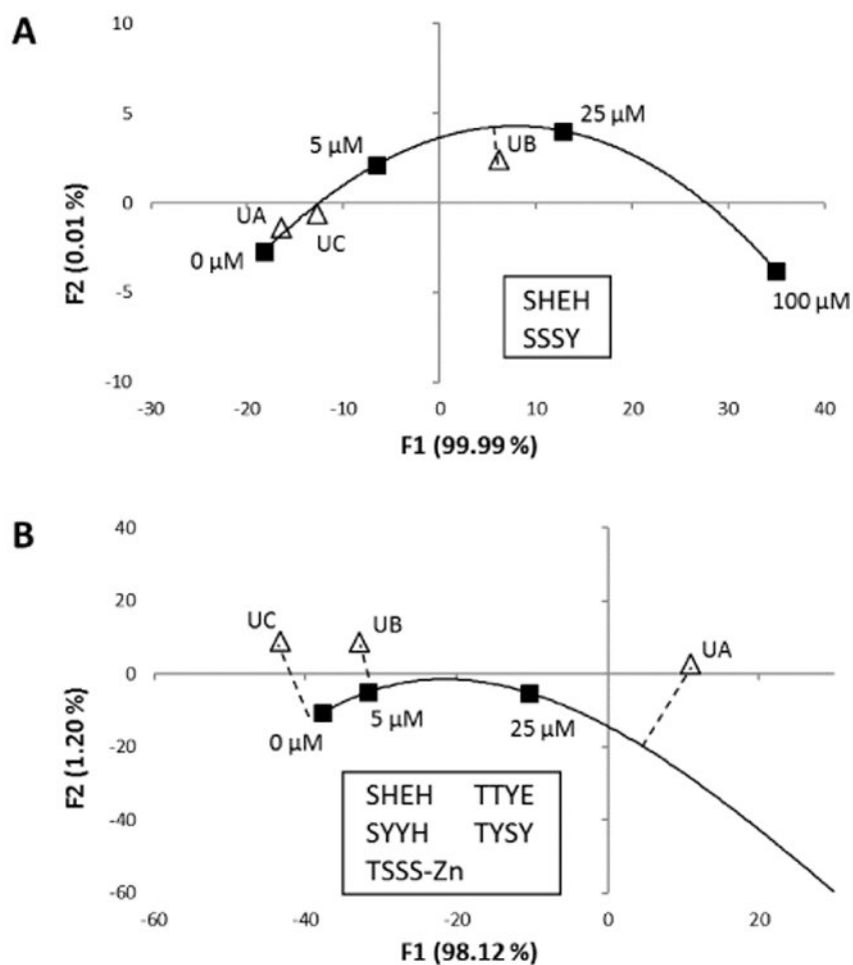 A
10
5
0
-5
-10
F2 (0.01 %)
5 µM
25 µM
UB
UA
UC
0 µM
100 µM
SHEH
SSSY
-30 -20 -10 0 10 20 30 40
F1 (99.99 %)
B
40
20
0
-20
-40
-60
F2 (1.20 %)
UC
UB
UA
0 µM
5 µM
25 µM
SHEH TTYE
SYYH TYSY
TSSS-Zn
-60 -40 -20 0 20
F1 (98.12 %)